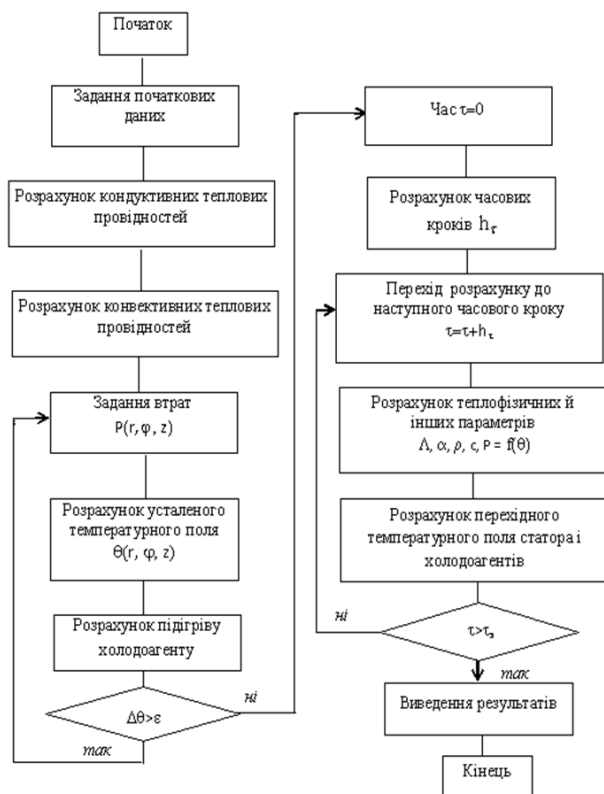 Початок
Задання початкових
даних
Розрахунок кондуктивних теплових
провідностей
Розрахунок конвективних теплових
провідностей
Задання втрат
P(r, φ, z)
Розрахунок усталеного
температурного поля
Θ(r, φ, z)
Розрахунок підігріву
холодоагенту
Δθ>ε
ні
так
Час τ=0
Розрахунок часових
кроків hτ
Перехід розрахунку до
наступного часового кроку
τ=τ+hτ
Розрахунок теплофізичних й
інших параметрів
Λ, α, ρ, c, P = f(θ)
Розрахунок перехідного
температурного поля статора і
холодоагентів
ні
τ>τз
так
Виведення результатів
Кінець